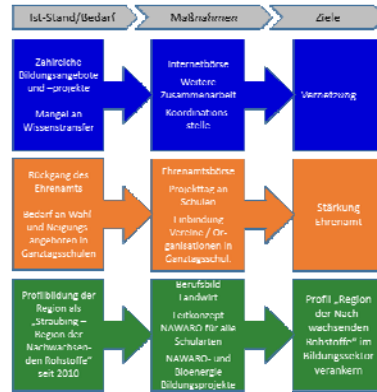 Ist-Stand/Bedarf
Maßnahmen
Ziele
Zahlreiche
Bildungsangebote
und –projekte
Mangel an
Wissenstransfer
Internetbörse
Weitere
Zusammenarbeit
Koordinations
stelle
Vernetzung
Rückgang des
Ehrenamts
Bedarf an Wahl
und Neigungs
angeboten in
Ganztagsschulen
Ehrenamtsbörse
Projekttag an
Schulen
Einbindung
Vereine / Or-
ganisationen in
Ganztagsschul.
Stärkung
Ehrenamt
Profilbildung der
Region als
„Straubing –
Region der
Nachwachsen-
den Rohstoffe“
seit 2010
Berufsbild
Landwirt
Leitkonzept
NAWARO für alle
Schularten
NAWARO- und
Bioenergie
Bildungsprojekte
Profil „Region
der Nach
wachsenden
Rohstoffe“ im
Bildungssektor
verankern